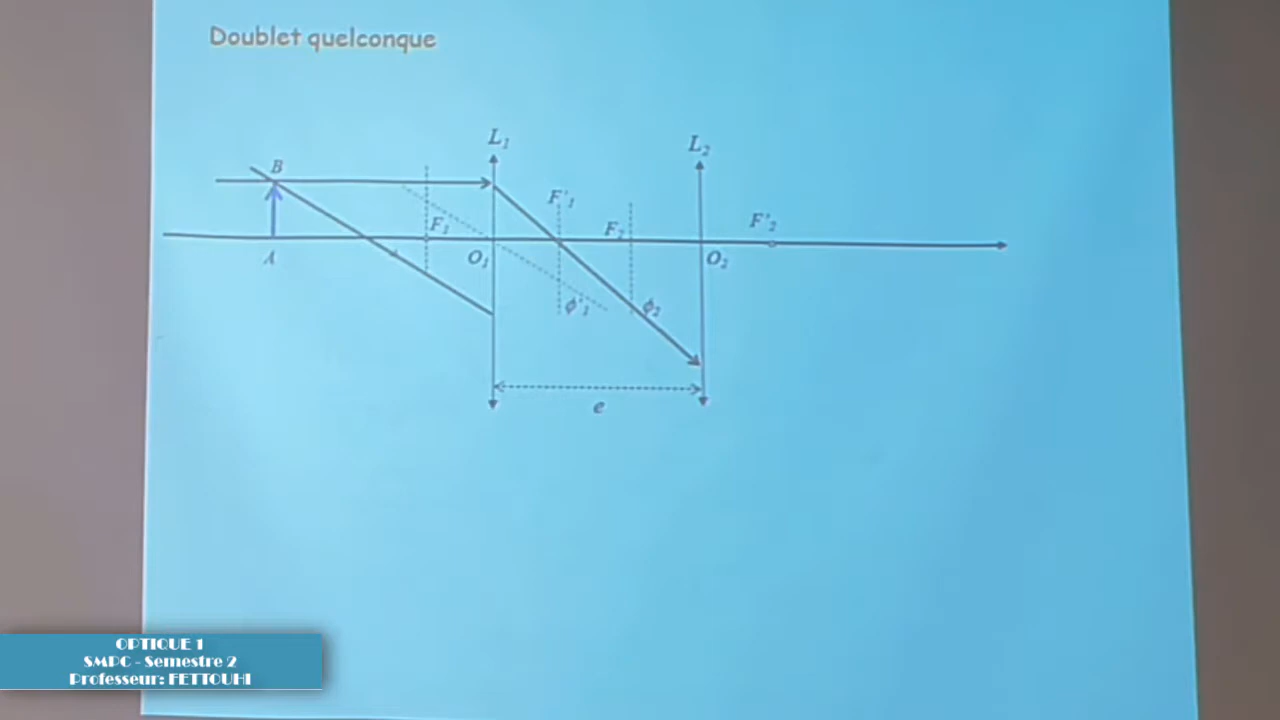 Doublet quelconque
L₁
L₂
B
F'₁
F₁
F₂
F'₂
A
O₁
O₂
ϕ'₁
ϕ₂
e
OPTIQUE 1
SMPC - Semestre 2
Professeur: FETTOUHI